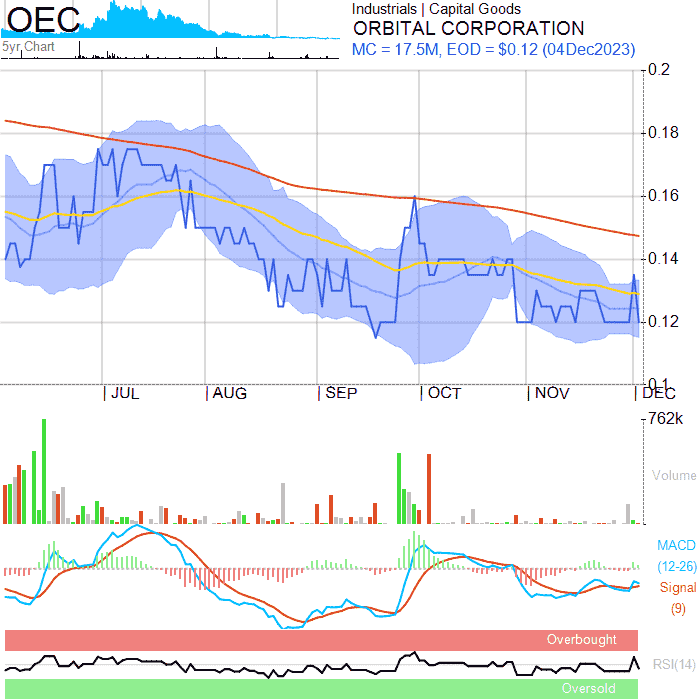 OEC
5yr Chart
Industrials | Capital Goods
ORBITAL CORPORATION
MC = 17.5M, EOD = $0.12 (04Dec2023)
0.2
0.18
0.16
0.14
0.12
0.1
JUL AUG SEP OCT NOV DEC
762k
Volume
MACD
(12-26)
Signal
(9)
Overbought
RSI(14)
Oversold